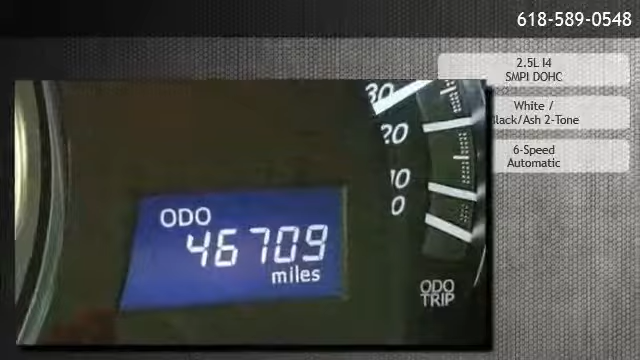 618-589-0548
2.5L I4
SMPI DOHC
White /
lack/Ash 2-Tone
6-Speed
Automatic
30
20
10
0
ODO
46709
miles
ODO
TRIP